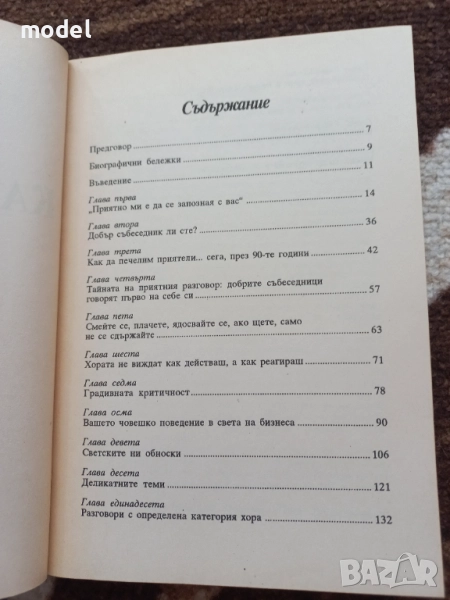 model
Съдържание
Предговор 7
Биографични бележки 9
Въведение 11
Глава първа
„Приятно ми е да се запозная с вас“ 14
Глава втора
Добър събеседник ли сте? 36
Глава трета
Как да печелим приятели... сега, през 90-те години 42
Глава четвърта
Тайната на приятния разговор: добрите събеседници
говорят първо на себе си 57
Глава пета
Смейте се, плачете, ядосвайте се, ако щете, само
не се сдържайте 63
Глава шеста
Хората не виждат как действаш, а как реагираш 71
Глава седма
Градивната критичност 78
Глава осма
Вашето човешко поведение в света на бизнеса 90
Глава девета
Светските ни обноски 106
Глава десета
Деликатните теми 121
Глава единадесета
Разговори с определена категория хора 132
BAZAR